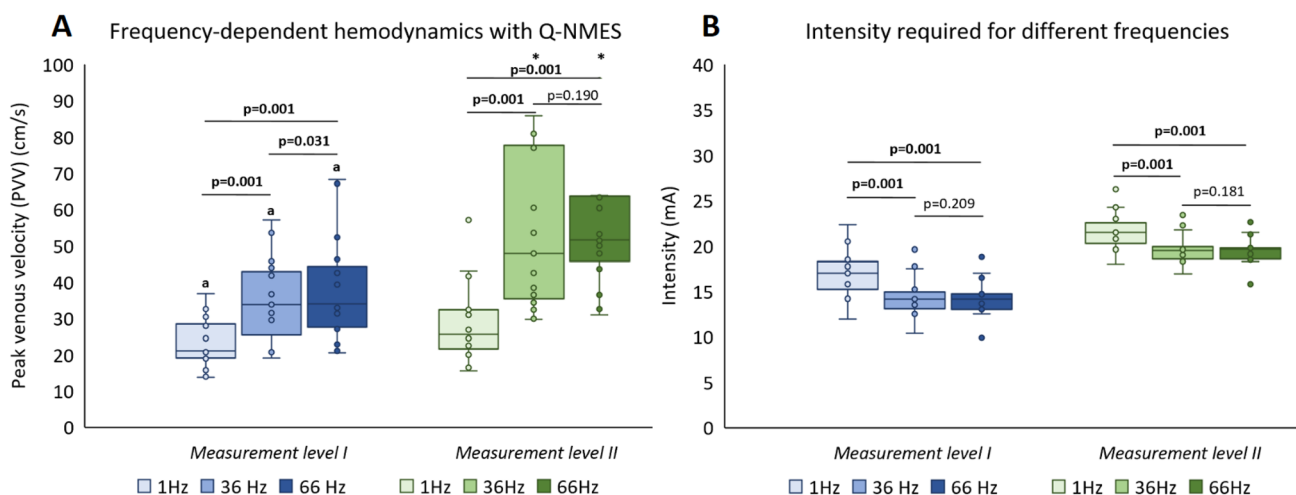 A
Frequency-dependent hemodynamics with Q-NMES
Peak venous velocity (PVV) (cm/s)
100
90
80
70
60
50
40
30
20
10
0
p=0.001
p=0.031
p=0.001
a
a
a
* *
p=0.001
p=0.001
p=0.190
Measurement level I
Measurement level II
1Hz 36 Hz 66 Hz
1Hz 36Hz 66Hz
B
Intensity required for different frequencies
Intensity (mA)
40
35
30
25
20
15
10
5
0
p=0.001
p=0.001
p=0.209
p=0.001
p=0.001
p=0.181
Measurement level I
Measurement level II
1Hz 36 Hz 66 Hz
1Hz 36Hz 66Hz